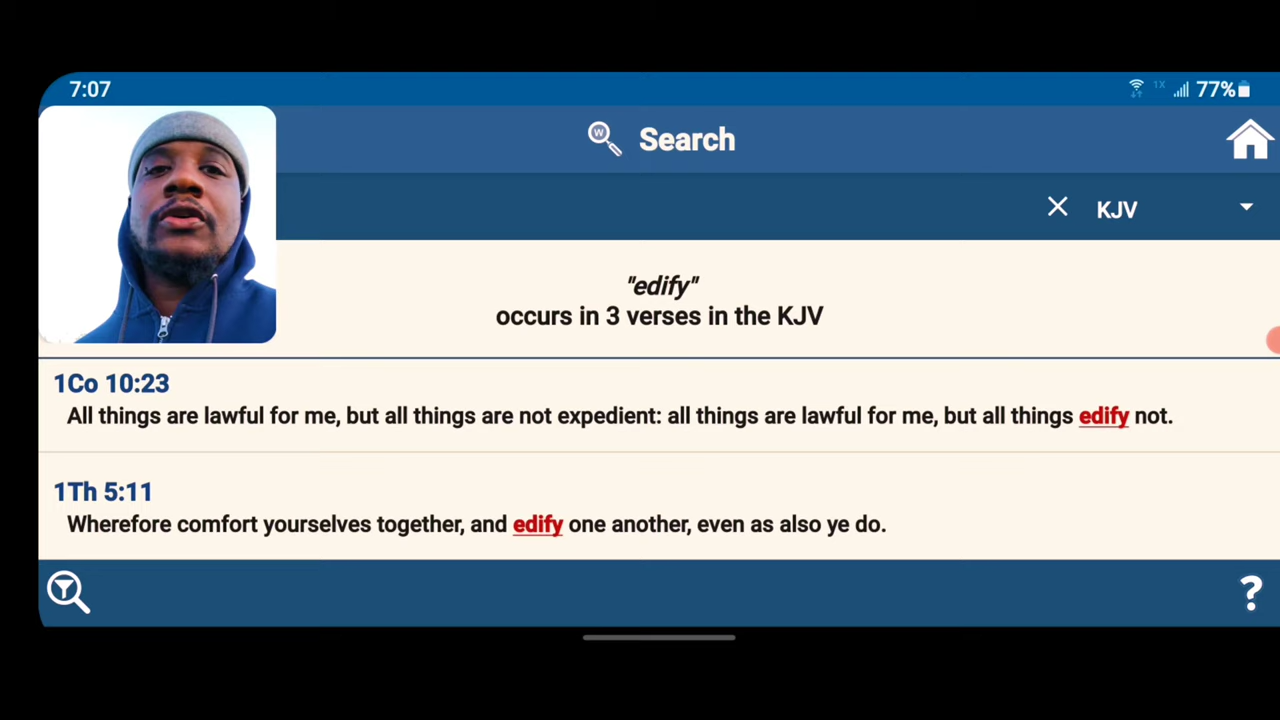 7:07
1X 77%
W Search
KJV
"edify"
occurs in 3 verses in the KJV
1Co 10:23
All things are lawful for me, but all things are not expedient: all things are lawful for me, but all things edify not.
1Th 5:11
Wherefore comfort yourselves together, and edify one another, even as also ye do.
?